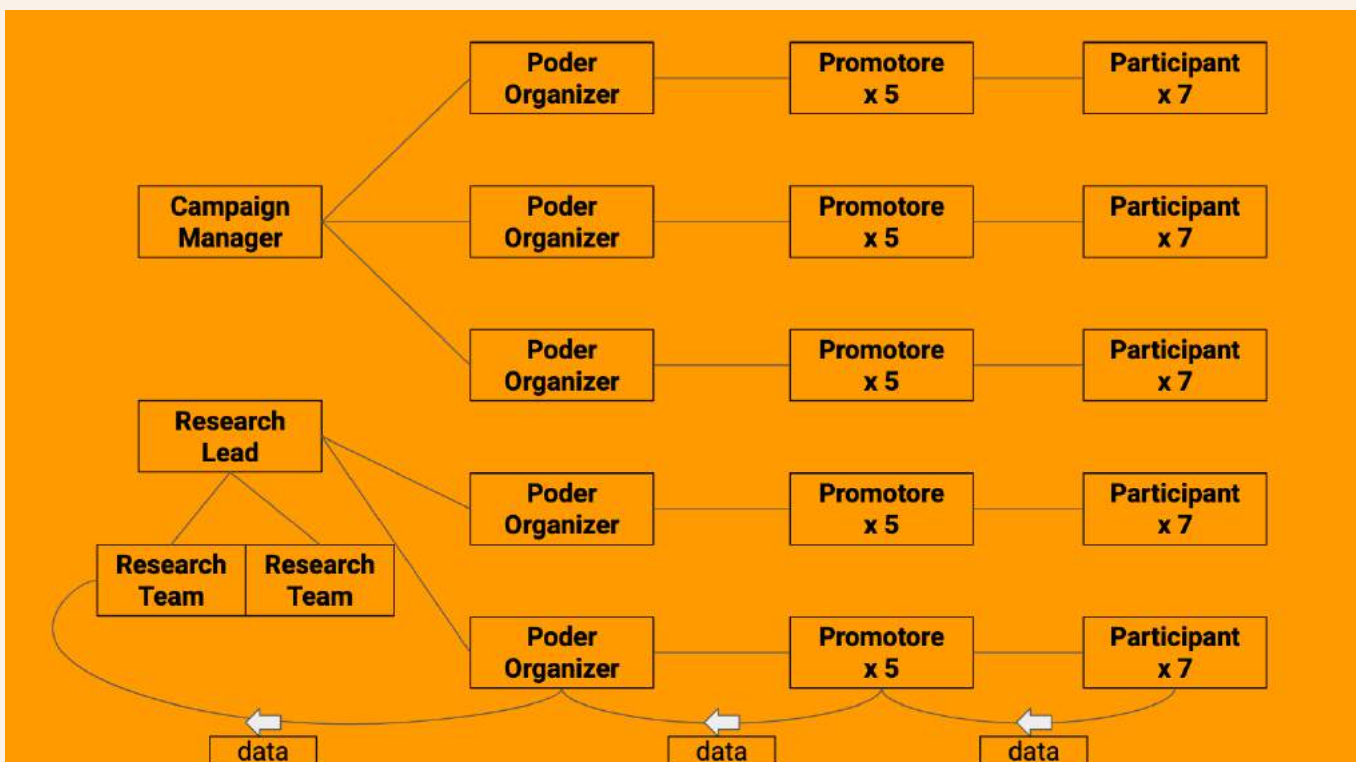 Poder
Organizer
Promotore
x 5
Participant
x 7
Campaign
Manager
Poder
Organizer
Promotore
x 5
Participant
x 7
Poder
Organizer
Promotore
x 5
Participant
x 7
Research
Lead
Poder
Organizer
Promotore
x 5
Participant
x 7
Research
Team
Research
Team
Poder
Organizer
Promotore
x 5
Participant
x 7
data
data
data